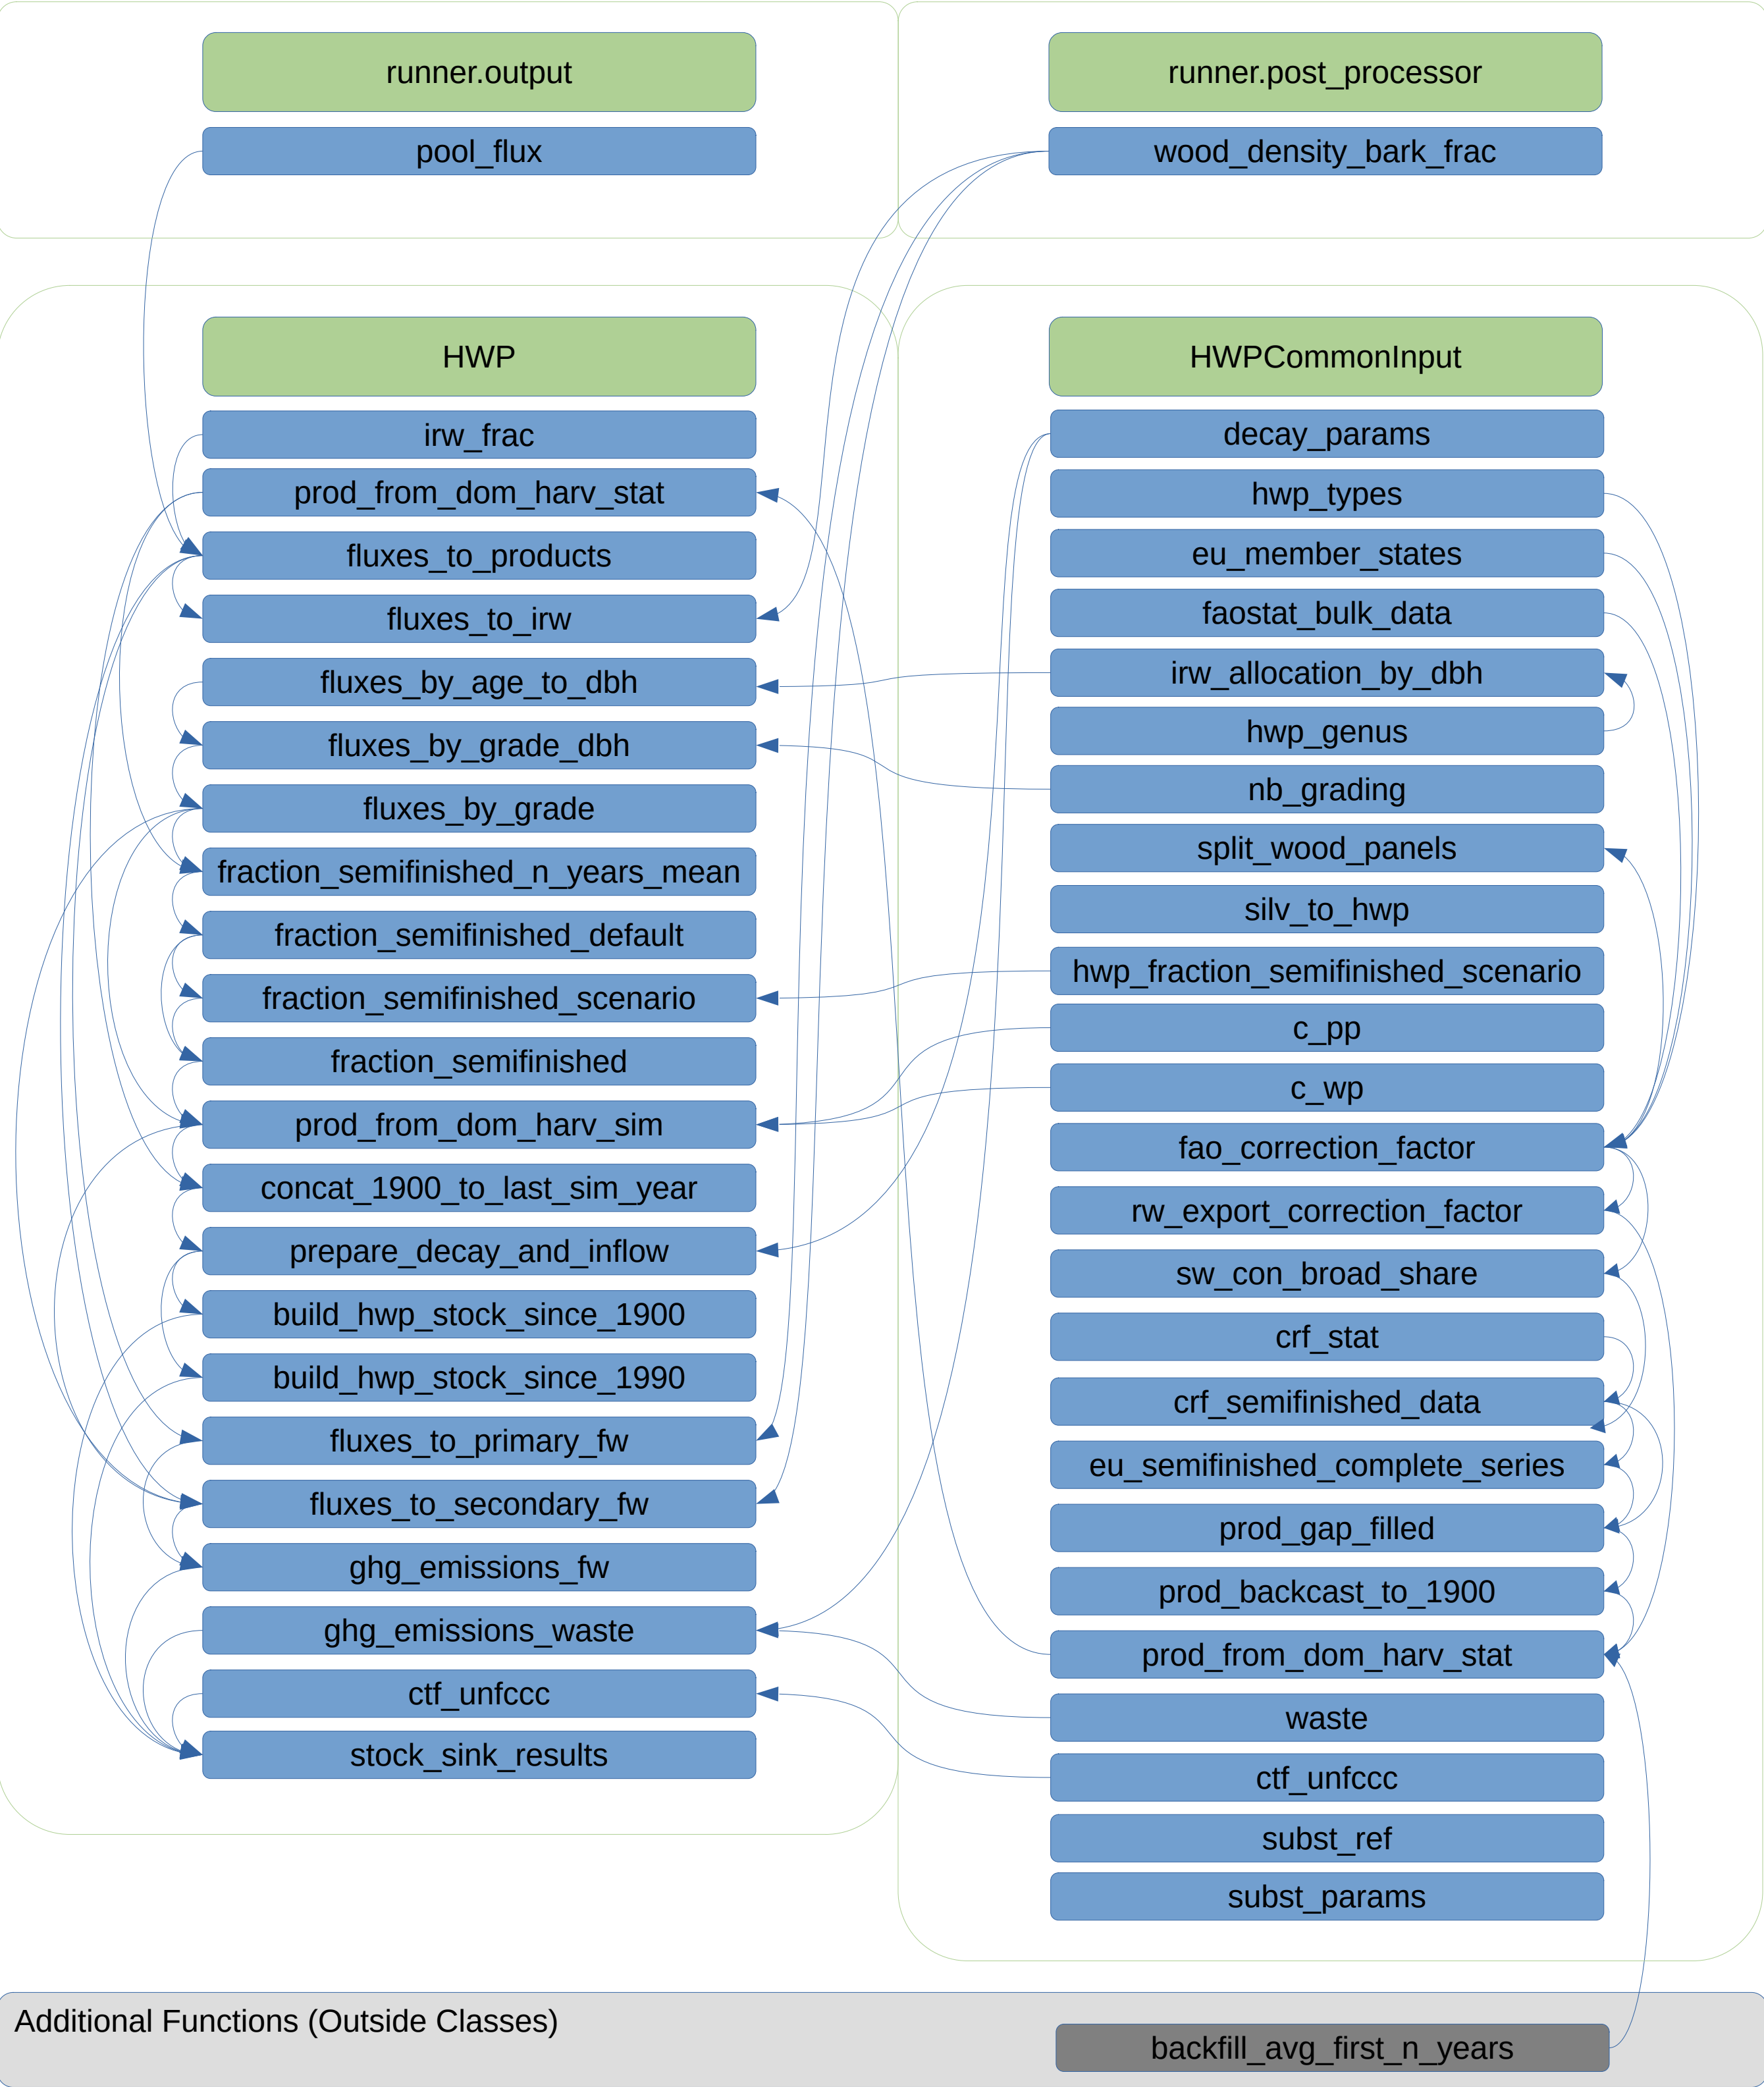 runner.output
pool_flux
runner.post_processor
wood_density_bark_frac
HWP
irw_frac
prod_from_dom_harv_stat
fluxes_to_products
fluxes_to_irw
fluxes_by_age_to_dbh
fluxes_by_grade_dbh
fluxes_by_grade
fraction_semifinished_n_years_mean
fraction_semifinished_default
fraction_semifinished_scenario
fraction_semifinished
prod_from_dom_harv_sim
concat_1900_to_last_sim_year
prepare_decay_and_inflow
build_hwp_stock_since_1900
build_hwp_stock_since_1990
fluxes_to_primary_fw
fluxes_to_secondary_fw
ghg_emissions_fw
ghg_emissions_waste
ctf_unfccc
stock_sink_results
HWPCommonInput
decay_params
hwp_types
eu_member_states
faostat_bulk_data
irw_allocation_by_dbh
hwp_genus
nb_grading
split_wood_panels
silv_to_hwp
hwp_fraction_semifinished_scenario
c_pp
c_wp
fao_correction_factor
rw_export_correction_factor
sw_con_broad_share
crf_stat
crf_semifinished_data
eu_semifinished_complete_series
prod_gap_filled
prod_backcast_to_1900
prod_from_dom_harv_stat
waste
ctf_unfccc
subst_ref
subst_params
Additional Functions (Outside Classes)
backfill_avg_first_n_years